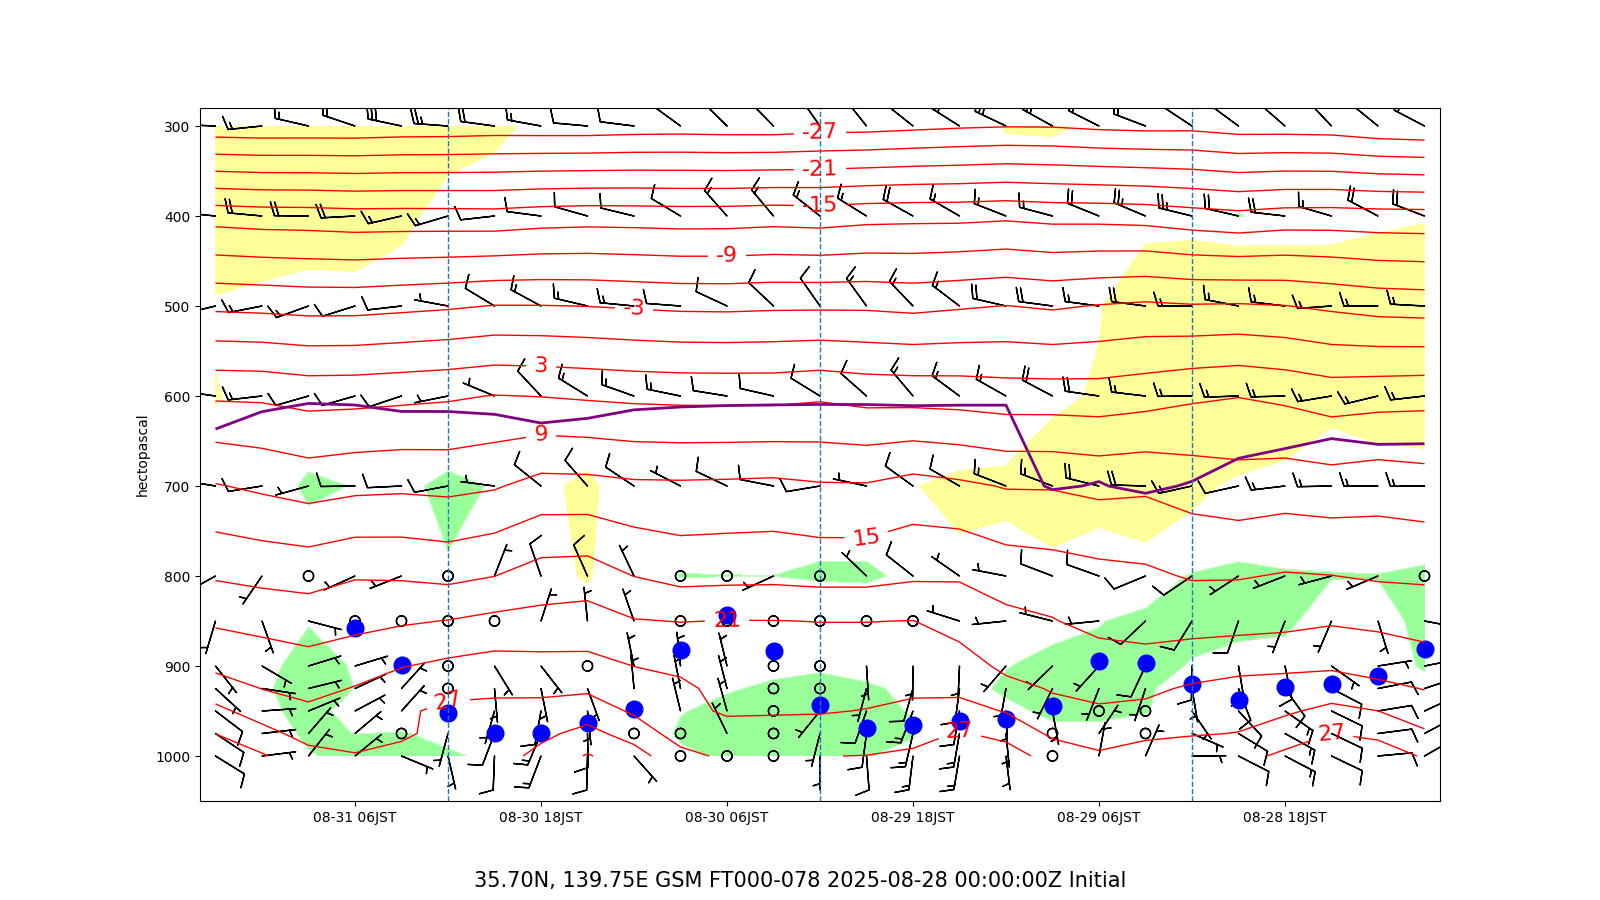 300
400
500
600
700
800
900
1000
hectopascal
-27
-21
-15
-9
-3
3
9
15
21
27
27
27
08-31 06JST
08-30 18JST
08-30 06JST
08-29 18JST
08-29 06JST
08-28 18JST
35.70N, 139.75E GSM FT000-078 2025-08-28 00:00:00Z Initial